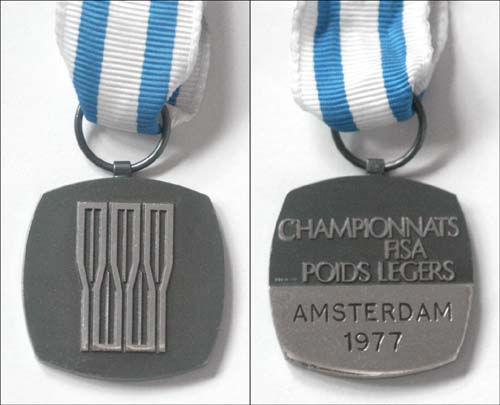 CHAMPIONNATS
FISA
POIDS LEGERS
AMSTERDAM
1977